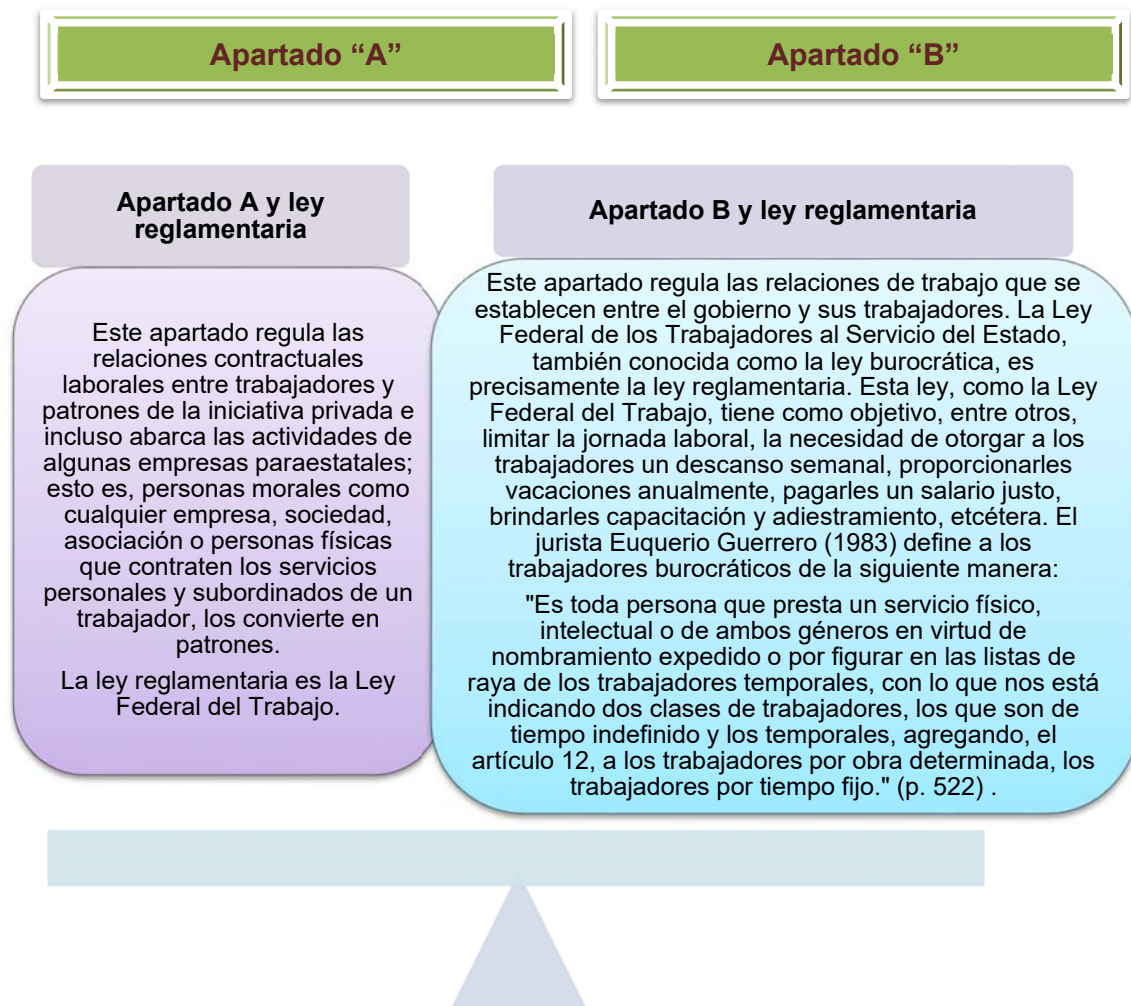 Apartado “A”
Apartado “B”
Apartado A y ley
reglamentaria
Este apartado regula las
relaciones contractuales
laborales entre trabajadores y
patrones de la iniciativa privada e
incluso abarca las actividades de
algunas empresas paraestatales;
esto es, personas morales como
cualquier empresa, sociedad,
asociación o personas físicas
que contraten los servicios
personales y subordinados de un
trabajador, los convierte en
patrones.
La ley reglamentaria es la Ley
Federal del Trabajo.
Apartado B y ley reglamentaria
Este apartado regula las relaciones de trabajo que se
establecen entre el gobierno y sus trabajadores. La Ley
Federal de los Trabajadores al Servicio del Estado,
también conocida como la ley burocrática, es
precisamente la ley reglamentaria. Esta ley, como la Ley
Federal del Trabajo, tiene como objetivo, entre otros,
limitar la jornada laboral, la necesidad de otorgar a los
trabajadores un descanso semanal, proporcionarles
vacaciones anualmente, pagarles un salario justo,
brindarles capacitación y adiestramiento, etcétera. El
jurista Euquerio Guerrero (1983) define a los
trabajadores burocráticos de la siguiente manera:
"Es toda persona que presta un servicio físico,
intelectual o de ambos géneros en virtud de
nombramiento expedido o por figurar en las listas de
raya de los trabajadores temporales, con lo que nos está
indicando dos clases de trabajadores, los que son de
tiempo indefinido y los temporales, agregando, el
artículo 12, a los trabajadores por obra determinada, los
trabajadores por tiempo fijo." (p. 522) .